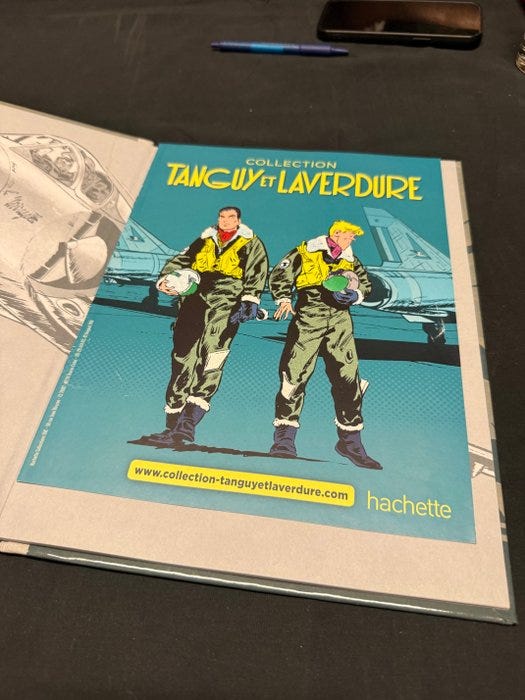 COLLECTION
TANGUY ET LAVERDURE
www.collection-tanguyetlaverdure.com
hachette